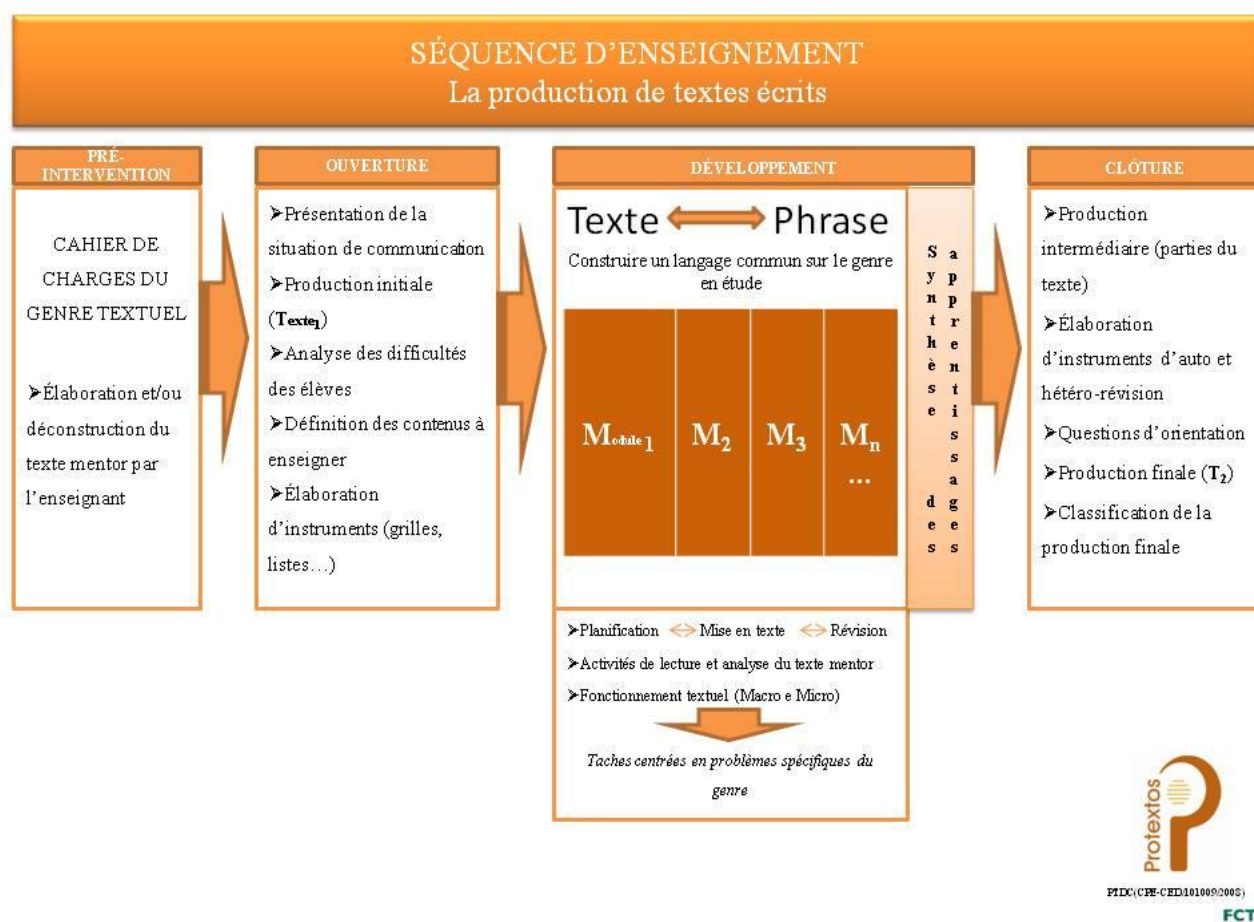 SÉQUENCE D'ENSEIGNEMENT
La production de textes écrits
PRÉ-
INTERVENTION
CAHIER DE
CHARGES DU
GENRE TEXTUEL
➤Élaboration et/ou
déconstruction du
texte mentor par
l'enseignant
OUVERTURE
➤Présentation de la
situation de communication
➤Production initiale
(Texte1)
➤Analyse des difficultés
des élèves
➤Définition des contenus à
enseigner
➤Élaboration
d'instruments (grilles,
listes…)
DÉVELOPPEMENT
Texte Phrase
Construire un langage commun sur le genre
en étude
Module 1 M2 M3 Mn
…
Synthèse des
apprentissages
➤Planification <=> Mise en texte <=> Révision
➤Activités de lecture et analyse du texte mentor
➤Fonctionnement textuel (Macro e Micro)
Taches centrées en problèmes spécifiques du
genre
CLÔTURE
➤Production
intermédiaire (parties du
texte)
➤Élaboration
d'instruments d'auto et
hétéro-révision
➤Questions d'orientation
➤Production finale (T2)
➤Classification de la
production finale
Protextos
PTDC(CPE-CED/101009/2008)
FCT